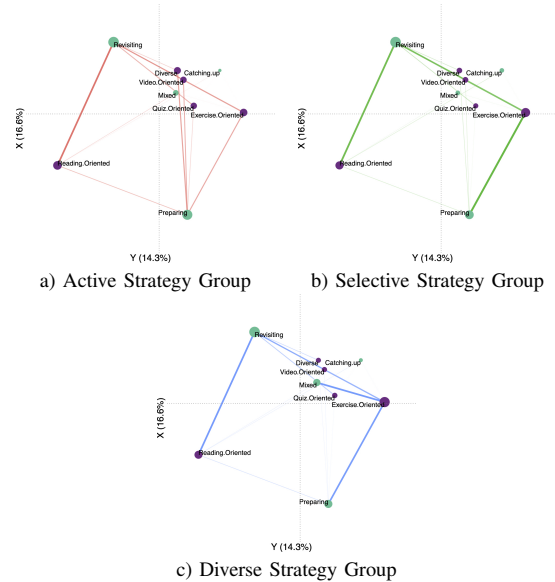 Revisiting
Diverse
Catching.up
Video.Oriented
Mixed
Quiz.Oriented
Exercise.Oriented
X (16.6%)
Reading.Oriented
Preparing
Y (14.3%)
a) Active Strategy Group
Revisiting
Diverse
Catching.up
Video.Oriented
Mixed
Quiz.Oriented
Exercise.Oriented
X (16.6%)
Reading.Oriented
Preparing
Y (14.3%)
b) Selective Strategy Group
Revisiting
Diverse
Catching.up
Video.Oriented
Mixed
Quiz.Oriented
Exercise.Oriented
X (16.6%)
Reading.Oriented
Preparing
Y (14.3%)
c) Diverse Strategy Group